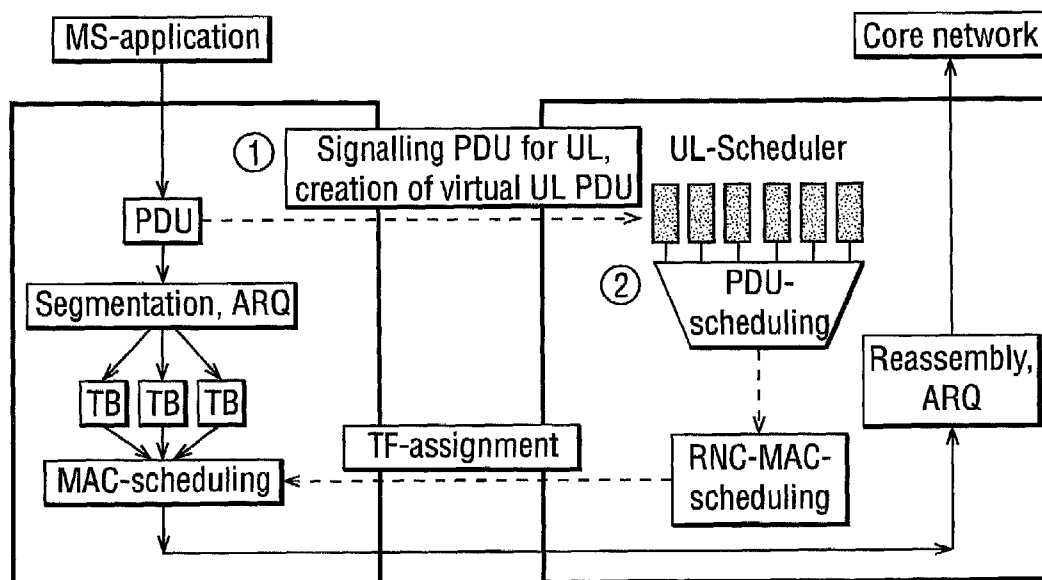 MS-application
Core network
1
Signalling PDU for UL,
creation of virtual UL PDU
UL-Scheduler
PDU
2
PDU-
scheduling
Segmentation, ARQ
Reassembly,
ARQ
TB TB TB
TF-assignment
MAC-scheduling
RNC-MAC-
scheduling